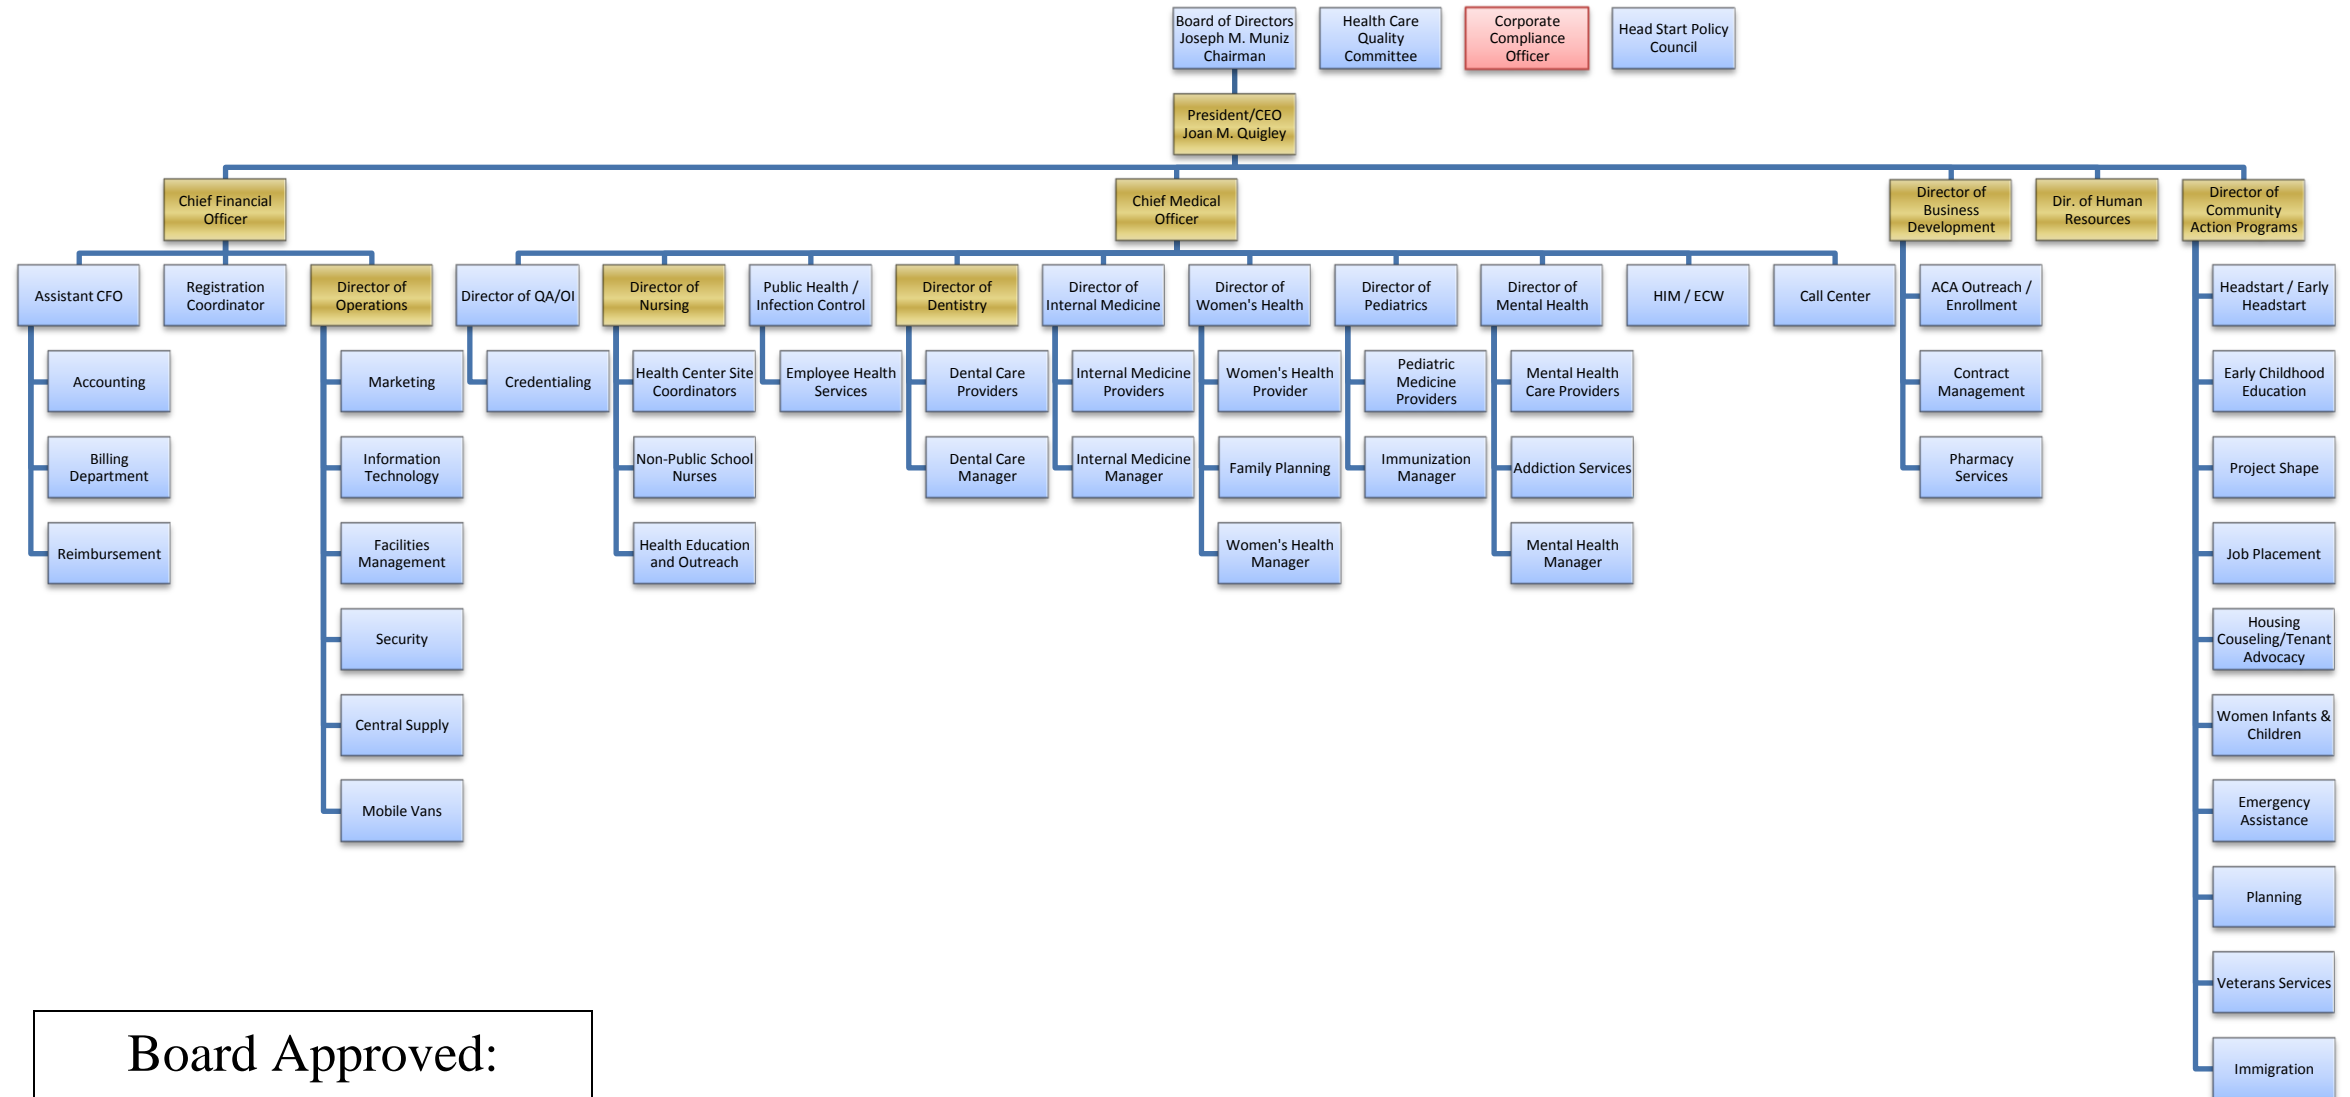 Board of Directors
Joseph M. Muniz
Chairman
Health Care
Quality
Committee
Corporate
Compliance
Officer
Head Start Policy
Council
President/CEO
Joan M. Quigley
Chief Financial
Officer
Chief Medical
Officer
Director of
Business
Development
Dir. of Human
Resources
Director of
Community
Action Programs
Assistant CFO
Registration
Coordinator
Director of
Operations
Director of QA/OI
Director of
Nursing
Public Health /
Infection Control
Director of
Dentistry
Director of
Internal Medicine
Director of
Women's Health
Director of
Pediatrics
Director of
Mental Health
HIM / ECW
Call Center
ACA Outreach /
Enrollment
Headstart / Early
Headstart
Accounting
Marketing
Credentialing
Health Center Site
Coordinators
Employee Health
Services
Dental Care
Providers
Internal Medicine
Providers
Women's Health
Provider
Pediatric
Medicine
Providers
Mental Health
Care Providers
Contract
Management
Early Childhood
Education
Billing
Department
Information
Technology
Non-Public School
Nurses
Dental Care
Manager
Internal Medicine
Manager
Family Planning
Immunization
Manager
Addiction Services
Pharmacy
Services
Project Shape
Reimbursement
Facilities
Management
Health Education
and Outreach
Women's Health
Manager
Mental Health
Manager
Job Placement
Security
Housing
Couseling/Tenant
Advocacy
Central Supply
Women Infants &
Children
Mobile Vans
Emergency
Assistance
Planning
Veterans Services
Board Approved:
Immigration